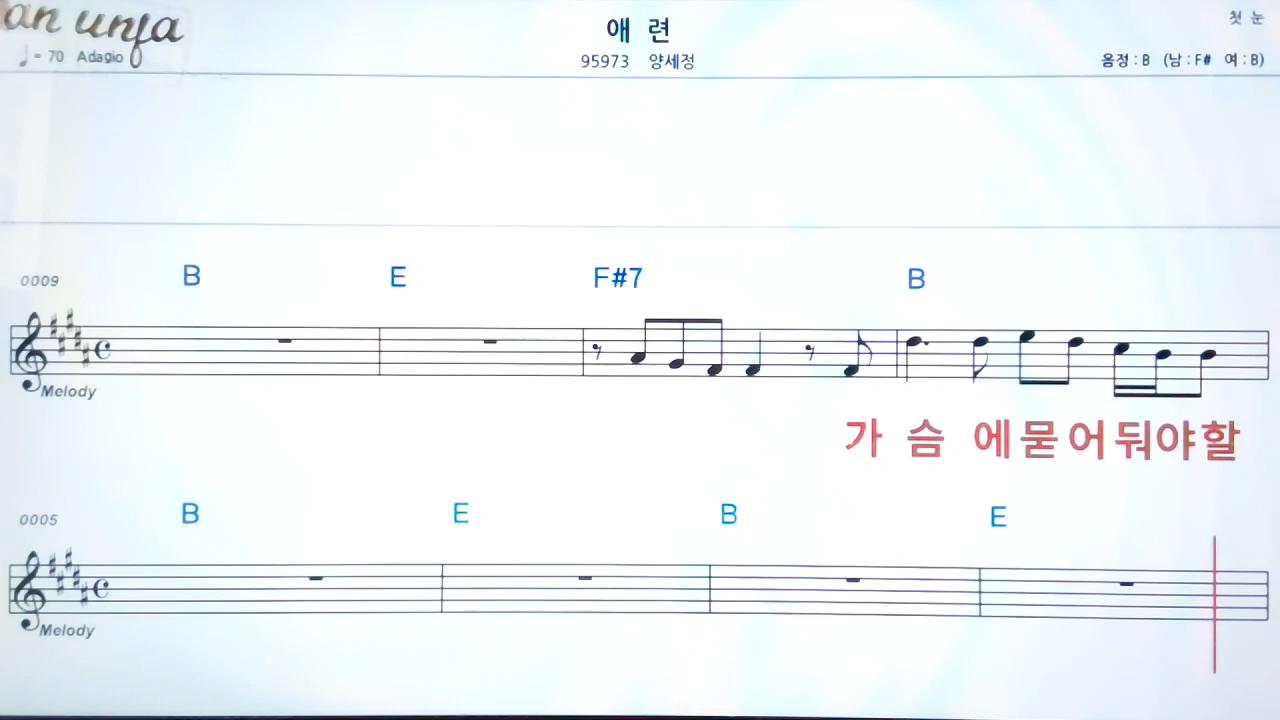 an unja
애 련
첫 눈
♩= 70 Adagio
95973 양세정
음정 : B (남 : F# 여 : B)
0009
B E F#7 B
Melody
가 슴 에 묻 어 둬 야 할
0005
B E B E
Melody